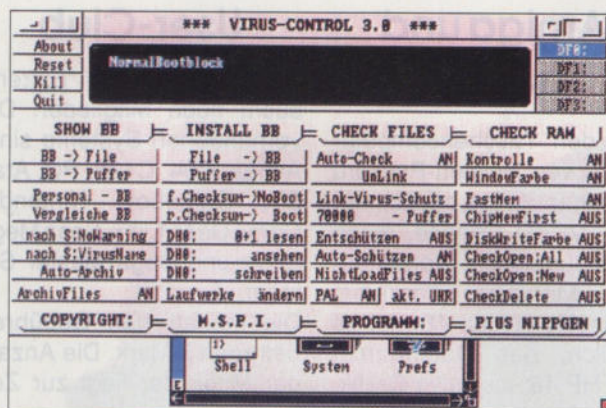 *** VIRUS-CONTROL 3.0 ***
About
Reset
Kill
Quit
NormalBootblock
DF0:
DF1:
DF2:
DF3:
SHOW BB
BB -> File
BB -> Puffer
Personal - BB
Vergleiche BB
nach S:NoWarning
nach S:VirusName
Auto-Archiv
ArchivFiles AN
INSTALL BB
File -> BB
Puffer -> BB
f.Checksum->NoBoot
r.Checksum-> Boot
DH0: 0+1 lesen
DH0: ansehen
DH0: schreiben
Laufwerke ändern
CHECK FILES
Auto-Check AN
UnLink
Link-Virus-Schutz
70000 - Puffer
Entschützen AUS
Auto-Schützen AN
NichtLoadFiles AUS
PAL AN akt. UHR
CHECK RAM
Kontrolle AN
WindowFarbe AN
FastMem AN
ChipMemFirst AUS
DiskWriteFarbe AUS
CheckOpen:All AUS
CheckOpen:New AUS
CheckDelete AUS
COPYRIGHT: M.S.P.I. PROGRAMM: PIUS NIPPGEN
Shell System Prefs